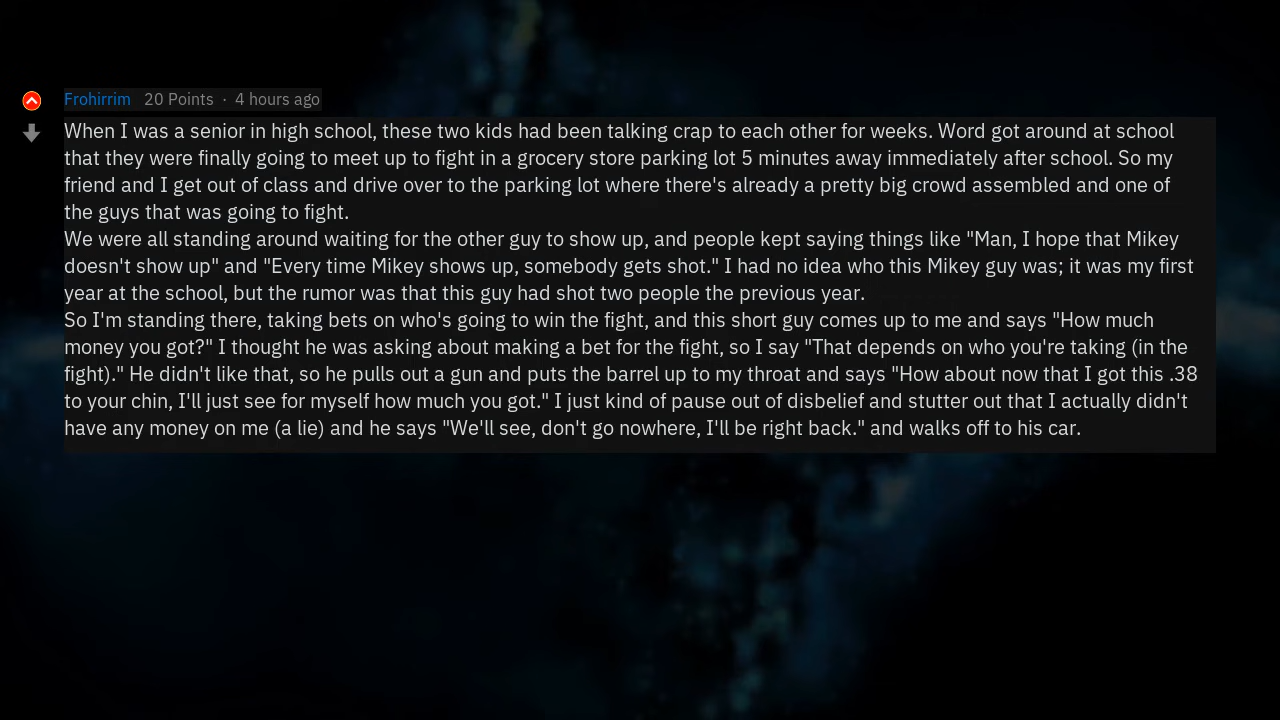 Frohirrim 20 Points · 4 hours ago
When I was a senior in high school, these two kids had been talking crap to each other for weeks. Word got around at school
that they were finally going to meet up to fight in a grocery store parking lot 5 minutes away immediately after school. So my
friend and I get out of class and drive over to the parking lot where there's already a pretty big crowd assembled and one of
the guys that was going to fight.
We were all standing around waiting for the other guy to show up, and people kept saying things like "Man, I hope that Mikey
doesn't show up" and "Every time Mikey shows up, somebody gets shot." I had no idea who this Mikey guy was; it was my first
year at the school, but the rumor was that this guy had shot two people the previous year.
So I'm standing there, taking bets on who's going to win the fight, and this short guy comes up to me and says "How much
money you got?" I thought he was asking about making a bet for the fight, so I say "That depends on who you're taking (in the
fight)." He didn't like that, so he pulls out a gun and puts the barrel up to my throat and says "How about now that I got this .38
to your chin, I'll just see for myself how much you got." I just kind of pause out of disbelief and stutter out that I actually didn't
have any money on me (a lie) and he says "We'll see, don't go nowhere, I'll be right back." and walks off to his car.